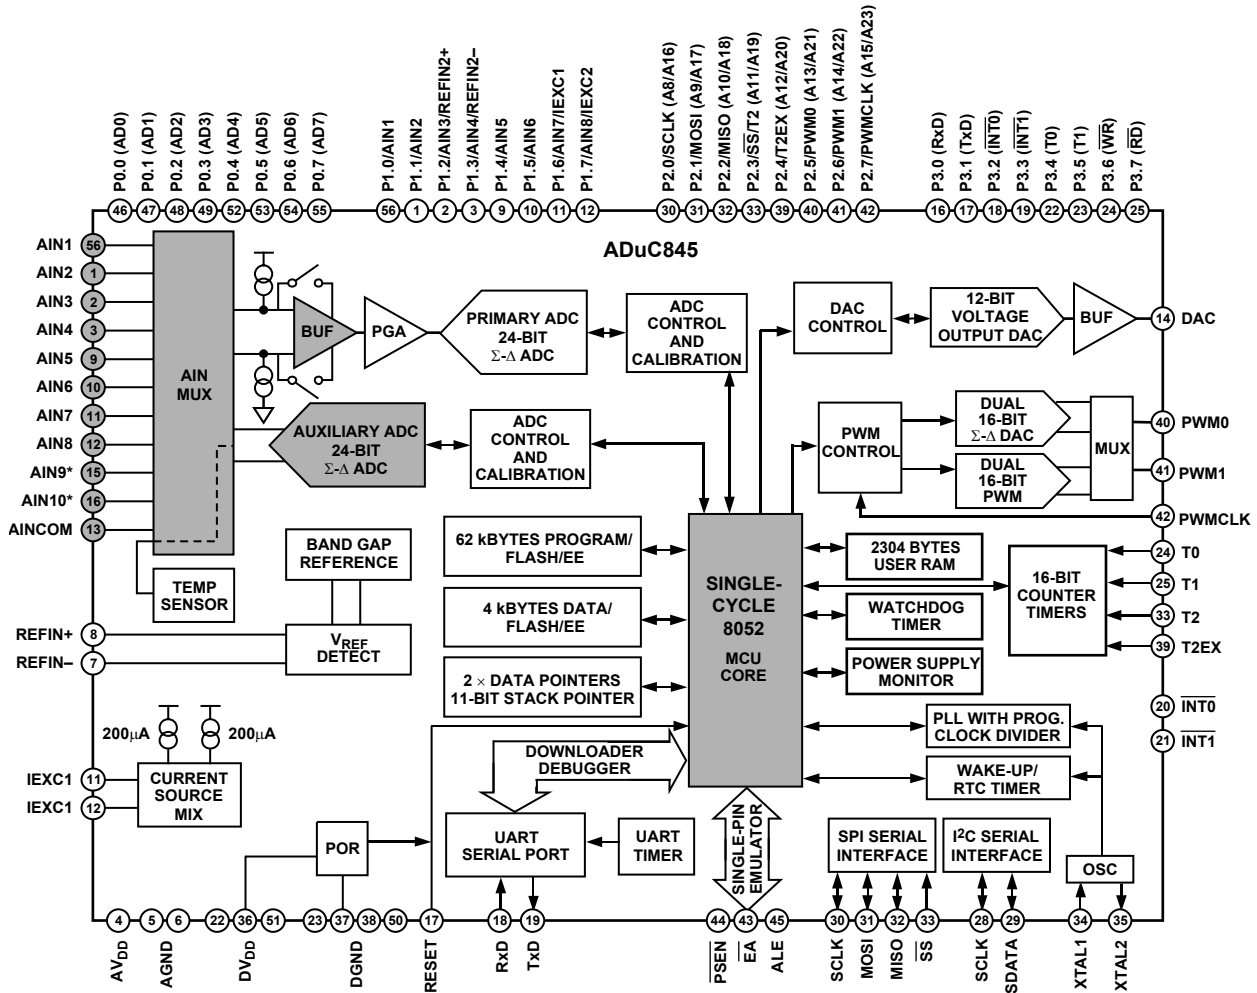 P0.0 (AD0)
P0.1 (AD1)
P0.2 (AD2)
P0.3 (AD3)
P0.4 (AD4)
P0.5 (AD5)
P0.6 (AD6)
P0.7 (AD7)
P1.0/AIN1
P1.1/AIN2
P1.2/AIN3/REFIN2+
P1.3/AIN4/REFIN2–
P1.4/AIN5
P1.5/AIN6
P1.6/AIN7/IEXC1
P1.7/AIN8/IEXC2
P2.0/SCLK (A8/A16)
P2.1/MOSI (A9/A17)
P2.2/MISO (A10/A18)
P2.3/S̅S̅/T2 (A11/A19)
P2.4/T2EX (A12/A20)
P2.5/PWM0 (A13/A21)
P2.6/PWM1 (A14/A22)
P2.7/PWMCLK (A15/A23)
P3.0 (RxD)
P3.1 (TxD)
P3.2 (I̅N̅T̅0̅)
P3.3 (I̅N̅T̅1̅)
P3.4 (T0)
P3.5 (T1)
P3.6 (W̅R̅)
P3.7 (R̅D̅)
46 47 48 49 52 53 54 55 56 1 2 3 9 10 11 12 30 31 32 33 39 40 41 42 16 17 18 19 22 23 24 25
ADuC845
AIN1 56
AIN2 1
AIN3 2
AIN4 3
AIN5 9
AIN6 10
AIN7 11
AIN8 12
AIN9* 15
AIN10* 16
AINCOM 13
AIN
MUX
BUF
PGA
PRIMARY ADC
24-BIT
Σ-Δ ADC
ADC
CONTROL
AND
CALIBRATION
DAC
CONTROL
12-BIT
VOLTAGE
OUTPUT DAC
BUF
14 DAC
AUXILIARY ADC
24-BIT
Σ-Δ ADC
ADC
CONTROL
AND
CALIBRATION
PWM
CONTROL
DUAL
16-BIT
Σ-Δ DAC
DUAL
16-BIT
PWM
MUX
40 PWM0
41 PWM1
42 PWMCLK
TEMP
SENSOR
BAND GAP
REFERENCE
VREF
DETECT
REFIN+ 8
REFIN– 7
62 kBYTES PROGRAM/
FLASH/EE
4 kBYTES DATA/
FLASH/EE
2 × DATA POINTERS
11-BIT STACK POINTER
SINGLE-
CYCLE
8052
MCU
CORE
2304 BYTES
USER RAM
WATCHDOG
TIMER
POWER SUPPLY
MONITOR
16-BIT
COUNTER
TIMERS
24 T0
25 T1
33 T2
39 T2EX
20 I̅N̅T̅0̅
21 I̅N̅T̅1̅
200μA
200μA
IEXC1 11
IEXC1 12
CURRENT
SOURCE
MIX
DOWNLOADER
DEBUGGER
PLL WITH PROG.
CLOCK DIVIDER
WAKE-UP/
RTC TIMER
POR
UART
SERIAL PORT
UART
TIMER
SINGLE-PIN
EMULATOR
SPI SERIAL
INTERFACE
I2C SERIAL
INTERFACE
OSC
4 5 6 22 36 51 23 37 38 50 17 18 19 44 43 45 30 31 32 33 28 29 34 35
AVDD
AGND
DVDD
DGND
RESET
RxD
TxD
P̅S̅E̅N̅
E̅A̅
ALE
SCLK
MOSI
MISO
S̅S̅
SCLK
SDATA
XTAL1
XTAL2